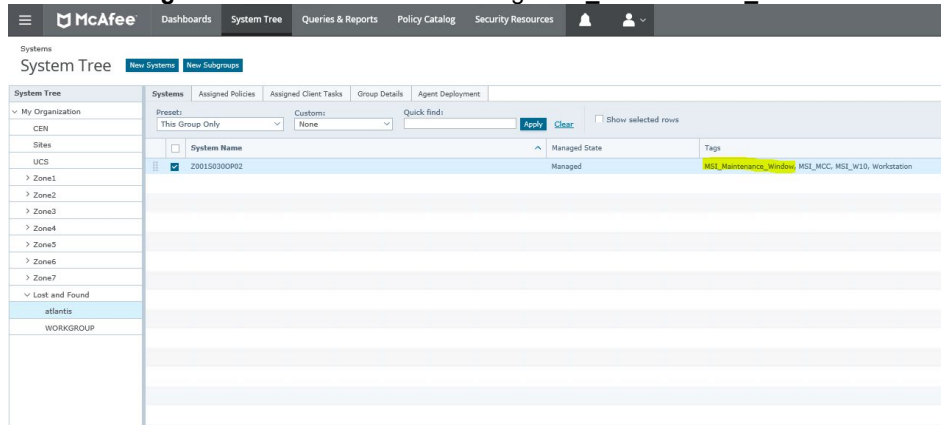 McAfee Dashboards System Tree Queries & Reports Policy Catalog Security Resources
Systems
System Tree New Systems New Subgroups
System Tree
My Organization
CEN
Sites
UCS
Zone1
Zone2
Zone3
Zone4
Zone5
Zone6
Zone7
Lost and Found
atlantis
WORKGROUP
Systems Assigned Policies Assigned Client Tasks Group Details Agent Deployment
Preset: Custom: Quick find:
This Group Only None Apply Clear Show selected rows
System Name Managed State Tags
Z001S030OP02 Managed MSI_Maintenance_Window, MSI_MCC, MSI_W10, Workstation